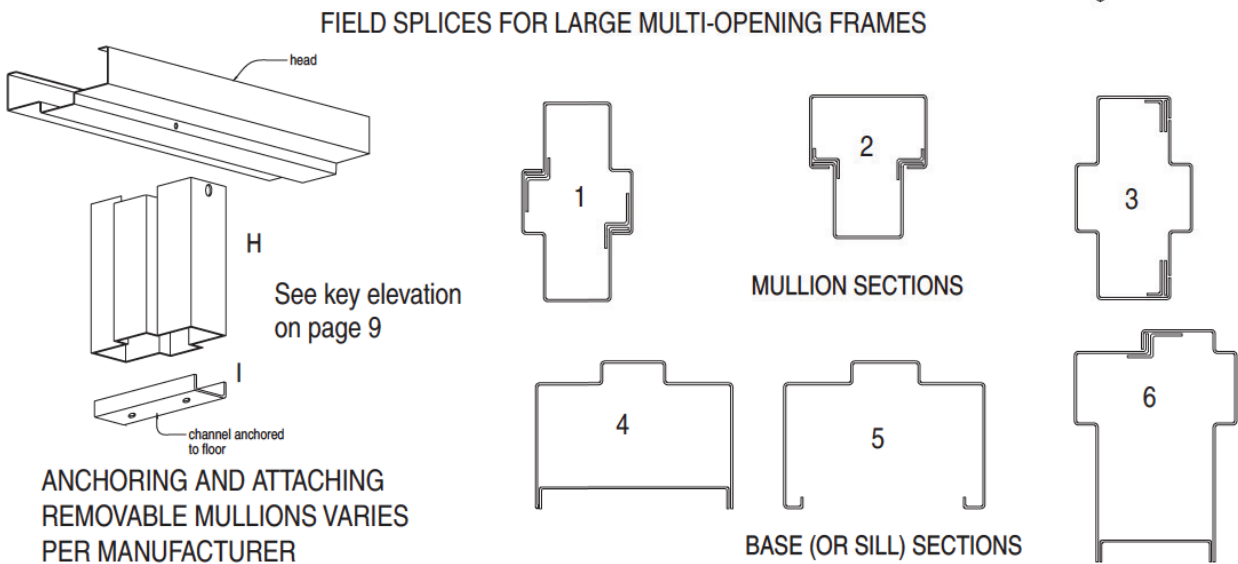 FIELD SPLICES FOR LARGE MULTI-OPENING FRAMES
head
1
2
3
H
See key elevation
on page 9
MULLION SECTIONS
I
4
5
6
channel anchored
to floor
ANCHORING AND ATTACHING
REMOVABLE MULLIONS VARIES
PER MANUFACTURER
BASE (OR SILL) SECTIONS